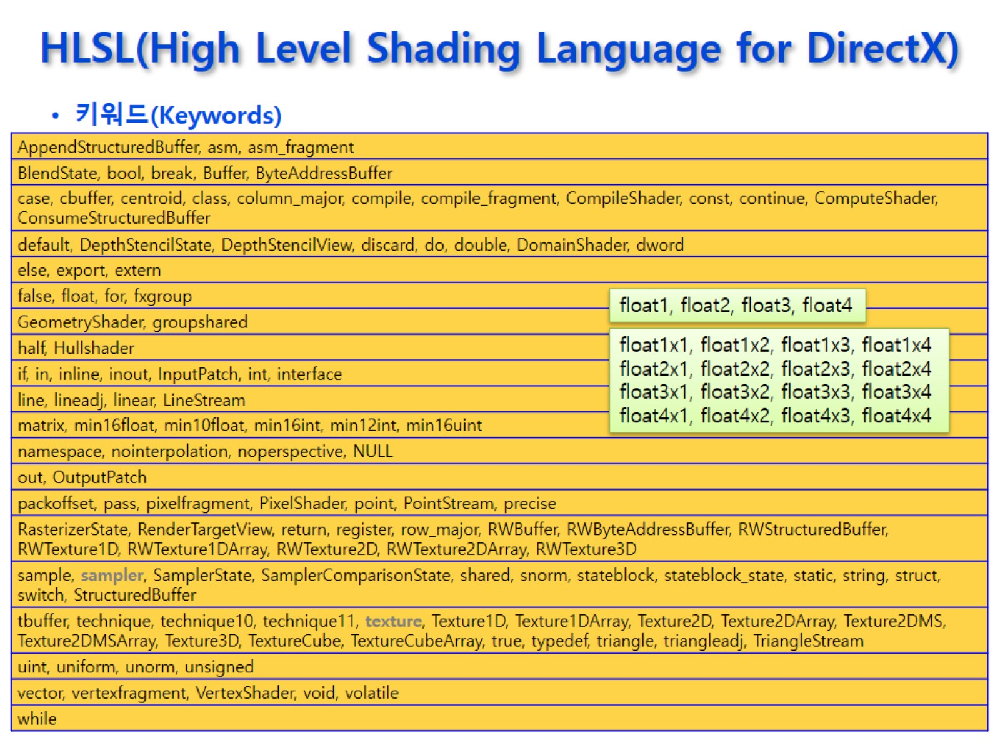 HLSL(High Level Shading Language for DirectX)
• 키워드(Keywords)
AppendStructuredBuffer, asm, asm_fragment
BlendState, bool, break, Buffer, ByteAddressBuffer
case, cbuffer, centroid, class, column_major, compile, compile_fragment, CompileShader, const, continue, ComputeShader,
ConsumeStructuredBuffer
default, DepthStencilState, DepthStencilView, discard, do, double, DomainShader, dword
else, export, extern
false, float, for, fxgroup
GeometryShader, groupshared
half, Hullshader
if, in, inline, inout, InputPatch, int, interface
line, lineadj, linear, LineStream
matrix, min16float, min10float, min16int, min12int, min16uint
namespace, nointerpolation, noperspective, NULL
out, OutputPatch
packoffset, pass, pixelfragment, PixelShader, point, PointStream, precise
RasterizerState, RenderTargetView, return, register, row_major, RWBuffer, RWByteAddressBuffer, RWStructuredBuffer,
RWTexture1D, RWTexture1DArray, RWTexture2D, RWTexture2DArray, RWTexture3D
sample, sampler, SamplerState, SamplerComparisonState, shared, snorm, stateblock, stateblock_state, static, string, struct,
switch, StructuredBuffer
tbuffer, technique, technique10, technique11, texture, Texture1D, Texture1DArray, Texture2D, Texture2DArray, Texture2DMS,
Texture2DMSArray, Texture3D, TextureCube, TextureCubeArray, true, typedef, triangle, triangleadj, TriangleStream
uint, uniform, unorm, unsigned
vector, vertexfragment, VertexShader, void, volatile
while
float1, float2, float3, float4
float1x1, float1x2, float1x3, float1x4
float2x1, float2x2, float2x3, float2x4
float3x1, float3x2, float3x3, float3x4
float4x1, float4x2, float4x3, float4x4